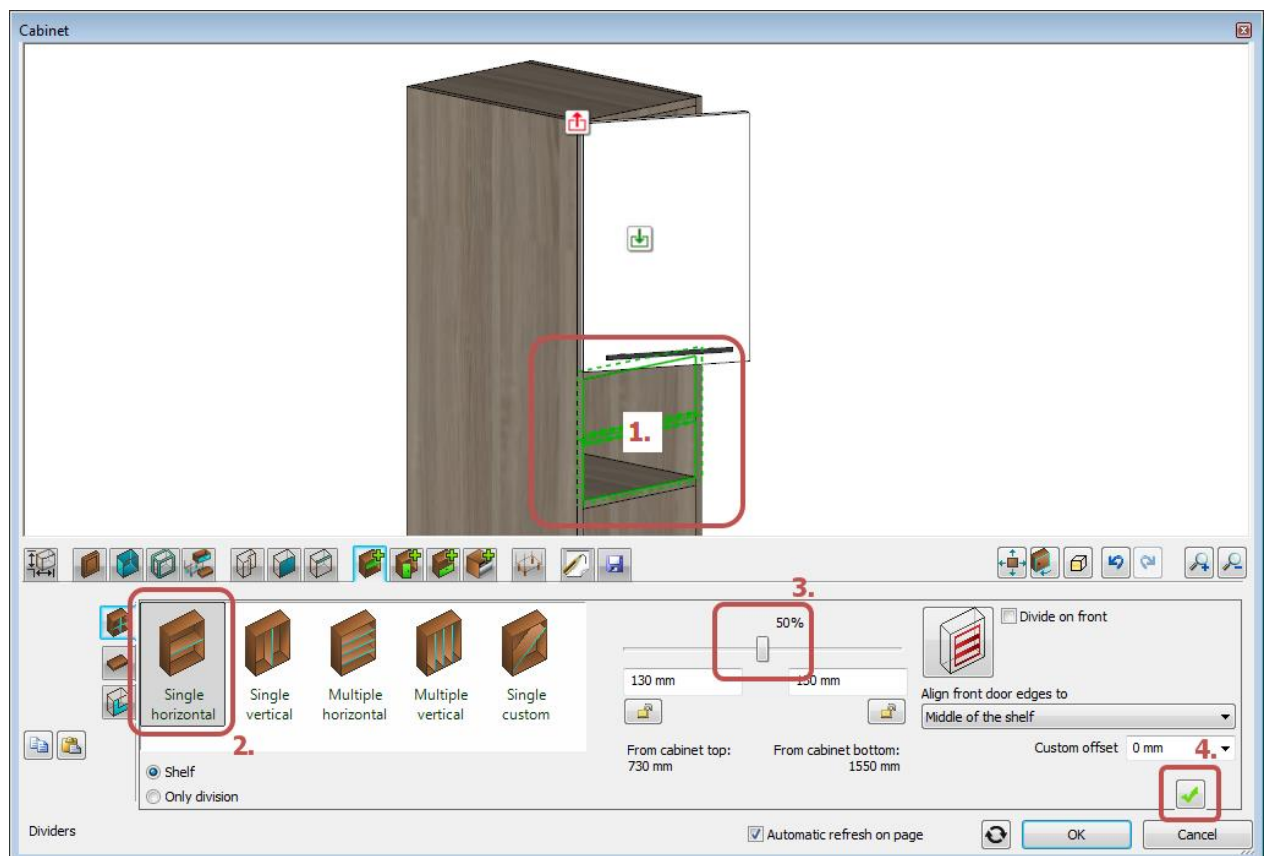 Cabinet
1.
3.
50%
Single
horizontal
Single
vertical
Multiple
horizontal
Multiple
vertical
Single
custom
2.
130 mm
130 mm
From cabinet top:
730 mm
From cabinet bottom:
1550 mm
Divide on front
Align front door edges to
Middle of the shelf
Custom offset 0 mm
4.
Shelf
Only division
Dividers
Automatic refresh on page
OK
Cancel